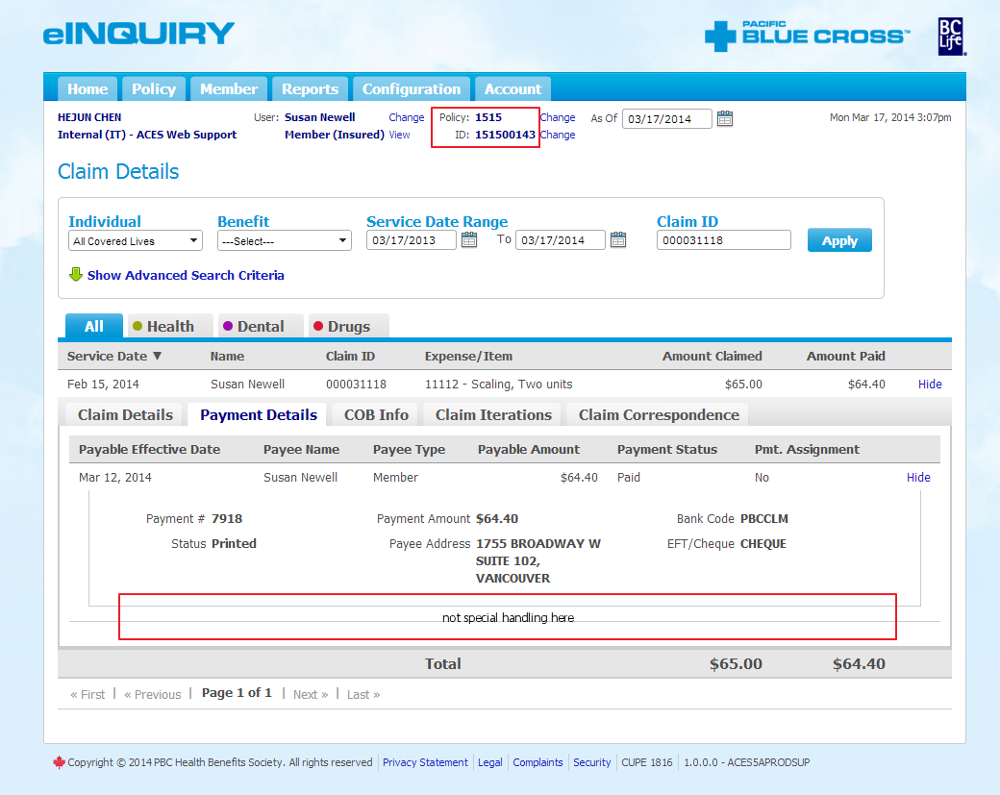 eINQUIRY
PACIFIC
BLUE CROSS™
BC
Life
Home Policy Member Reports Configuration Account
HEJUN CHEN User: Susan Newell Change Policy: 1515 Change As Of 03/17/2014 Mon Mar 17, 2014 3:07pm
Internal (IT) - ACES Web Support Member (Insured) View ID: 151500143 Change
Claim Details
Individual Benefit Service Date Range Claim ID
All Covered Lives ---Select--- 03/17/2013 To 03/17/2014 000031118 Apply
Show Advanced Search Criteria
All Health Dental Drugs
Service Date ▼ Name Claim ID Expense/Item Amount Claimed Amount Paid
Feb 15, 2014 Susan Newell 000031118 11112 - Scaling, Two units $65.00 $64.40 Hide
Claim Details Payment Details COB Info Claim Iterations Claim Correspondence
Payable Effective Date Payee Name Payee Type Payable Amount Payment Status Pmt. Assignment
Mar 12, 2014 Susan Newell Member $64.40 Paid No Hide
Payment # 7918 Payment Amount $64.40 Bank Code PBCCLM
Status Printed Payee Address 1755 BROADWAY W EFT/Cheque CHEQUE
SUITE 102,
VANCOUVER
not special handling here
Total $65.00 $64.40
« First | « Previous | Page 1 of 1 | Next » | Last »
Copyright © 2014 PBC Health Benefits Society. All rights reserved | Privacy Statement | Legal | Complaints | Security | CUPE 1816 | 1.0.0.0 - ACES5APRODSUP